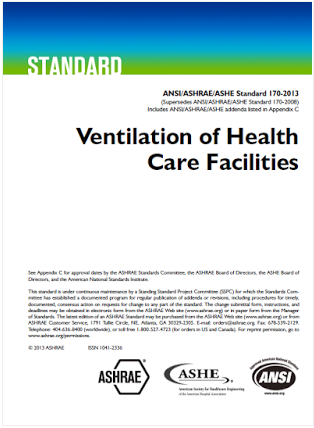 STANDARD
ANSI/ASHRAE/ASHE Standard 170-2013
(Supersedes ANSI/ASHRAE/ASHE Standard 170-2008)
Includes ANSI/ASHRAE/ASHE addenda listed in Appendix C
Ventilation of Health
Care Facilities
See Appendix C for approval dates by the ASHRAE Standards Committee, the ASHRAE Board of Directors, the ASHE Board of
Directors, and the American National Standards Institute.
This standard is under continuous maintenance by a Standing Standard Project Committee (SSPC) for which the Standards Com-
mittee has established a documented program for regular publication of addenda or revisions, including procedures for timely,
documented, consensus action on requests for change to any part of the standard. The change submittal form, instructions, and
deadlines may be obtained in electronic form from the ASHRAE Web site (www.ashrae.org) or in paper form from the Manager
of Standards. The latest edition of an ASHRAE Standard may be purchased from the ASHRAE Web site (www.ashrae.org) or from
ASHRAE Customer Service, 1791 Tullie Circle, NE, Atlanta, GA 30329-2305. E-mail: orders@ashrae.org. Fax: 678-539-2129.
Telephone: 404-636-8400 (worldwide), or toll free 1-800-527-4723 (for orders in US and Canada). For reprint permission, go to
www.ashrae.org/permissions.
© 2013 ASHRAE ISSN 1041-2336
ASHRAE
ASHE
American Society for Healthcare Engineering
of the American Hospital Association
ANSI
www.ansi.org